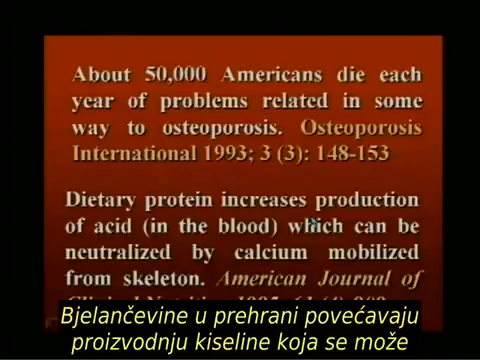 About 50,000 Americans die each
year of problems related in some
way to osteoporosis. Osteoporosis
International 1993; 3 (3): 148-153
Dietary protein increases production
of acid (in the blood) which can be
neutralized by calcium mobilized
from skeleton. American Journal of
Bjelančevine u prehrani povećavaju
proizvodnju kiseline koja se može